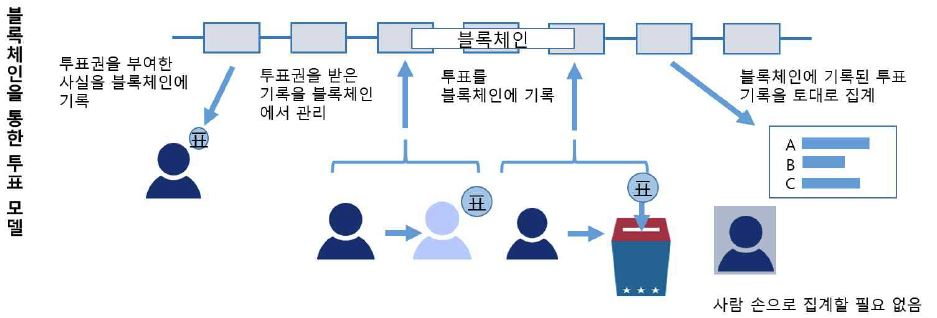 블록체인을 통한 투표 모델
블록체인
투표권을 부여한
사실을 블록체인에
기록
표
투표권을 받은
기록을 블록체인
에서 관리
표
투표를
블록체인에 기록
표
블록체인에 기록된 투표
기록을 토대로 집계
A
B
C
사람 손으로 집계할 필요 없음